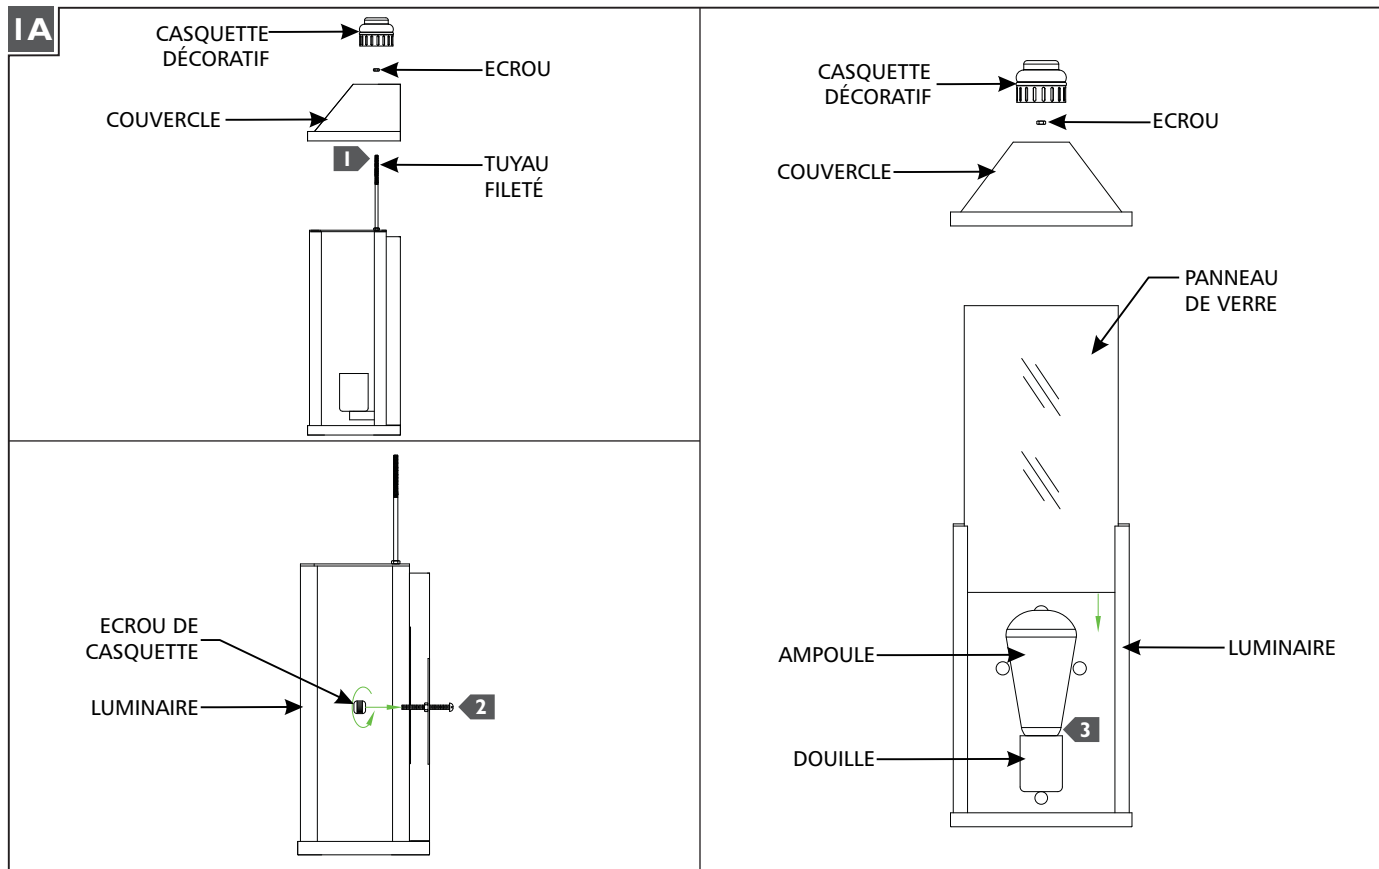 1A
CASQUETTE
DÉCORATIF
ECROU
COUVERCLE
1
TUYAU
FILETÉ
ECROU DE
CASQUETTE
LUMINAIRE
2
CASQUETTE
DÉCORATIF
ECROU
COUVERCLE
PANNEAU
DE VERRE
AMPOULE
LUMINAIRE
3
DOUILLE